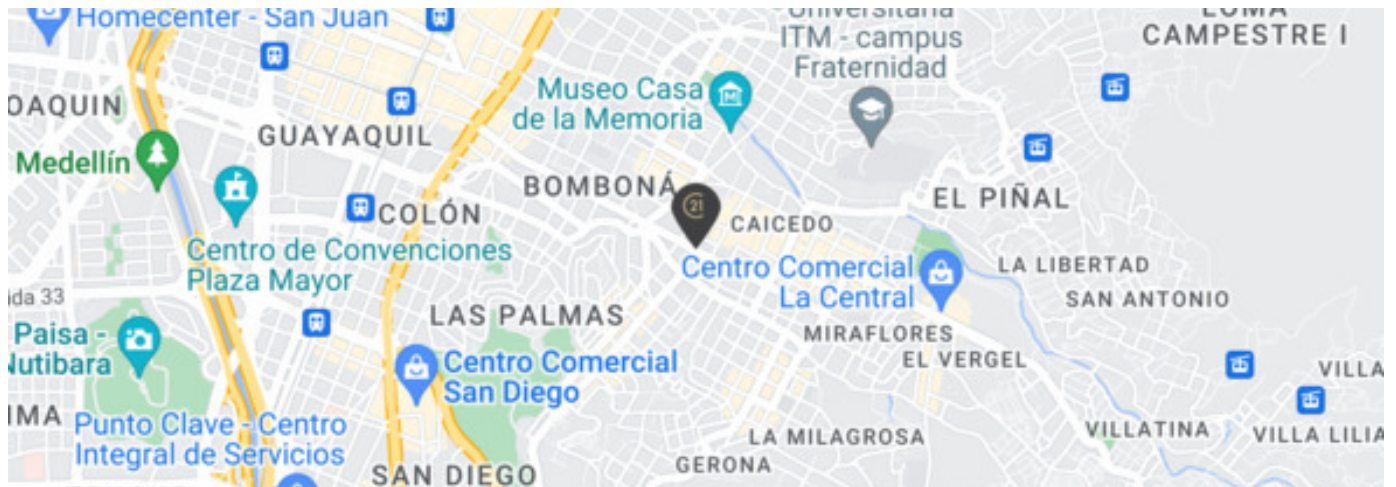 Homecenter - San Juan
Universitaria
ITM - campus
Fraternidad
LOMA
CAMPESTRE I
Museo Casa
de la Memoria
OAQUIN
GUAYAQUIL
Medellín
BOMBONÁ
21
EL PIÑAL
COLÓN
CAICEDO
Centro de Convenciones
Plaza Mayor
Centro Comercial
La Central
LA LIBERTAD
SAN ANTONIO
ida 33
LAS PALMAS
MIRAFLORES
EL VERGEL
Paisa -
Nutibara
Centro Comercial
San Diego
VILLA
IMA
Punto Clave - Centro
Integral de Servicios
LA MILAGROSA
VILLATINA
VILLA LILIA
GERONA
SAN DIEGO